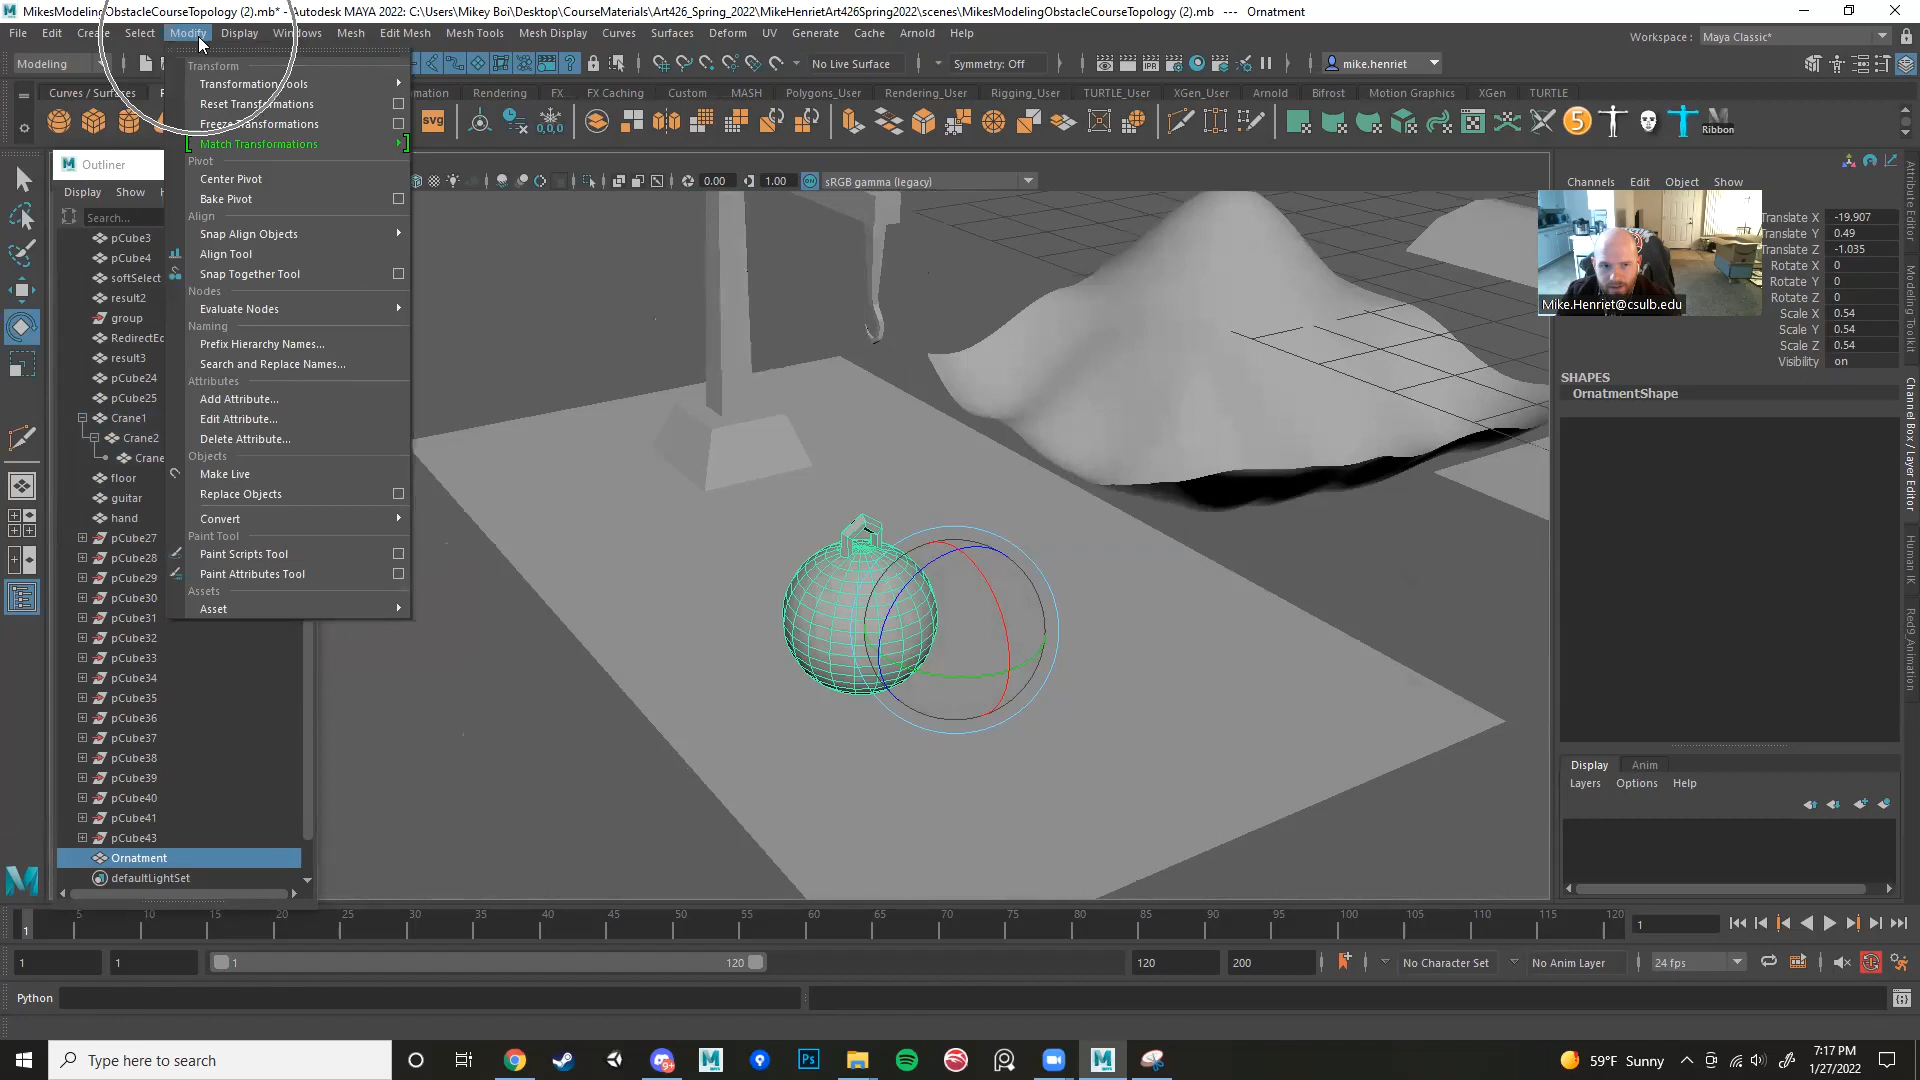 MikesModelingObstacleCourseTopology (2).mb* - Autodesk MAYA 2022: C:\Users\Mikey Boi\Desktop\CourseMaterials\Art426_Spring_2022\MikeHenrietArt426Spring2022\scenes\MikesModelingObstacleCourseTopology (2).mb --- Ornatment
File Edit Create Select Modify Display Windows Mesh Edit Mesh Mesh Tools Mesh Display Curves Surfaces Deform UV Generate Cache Arnold Help
Workspace : Maya Classic*
Modeling
No Live Surface
Symmetry: Off
mike.henriet
Curves / Surfaces
Rendering FX FX Caching Custom MASH Polygons_User Rendering_User Rigging_User TURTLE_User XGen_User Arnold Bifrost Motion Graphics XGen TURTLE
svg
0,0,0
5
Ribbon
Outliner
Display Show
Search...
pCube3
pCube4
softSelect
result2
group
result3
pCube24
pCube25
Crane1
Crane2
floor
guitar
hand
pCube27
pCube28
pCube29
pCube30
pCube31
pCube32
pCube33
pCube34
pCube35
pCube36
pCube37
pCube38
pCube39
pCube40
pCube41
pCube43
Ornatment
defaultLightSet
Transform
Transformation Tools
Reset Transformations
Freeze Transformations
Match Transformations
Pivot
Center Pivot
Bake Pivot
Align
Snap Align Objects
Align Tool
Snap Together Tool
Nodes
Evaluate Nodes
Naming
Prefix Hierarchy Names...
Search and Replace Names...
Attributes
Add Attribute...
Edit Attribute...
Delete Attribute...
Objects
Make Live
Replace Objects
Convert
Paint Tool
Paint Scripts Tool
Paint Attributes Tool
Assets
Asset
0.00
1.00
sRGB gamma (legacy)
Channels Edit Object Show
Mike.Henriet@csulb.edu
Translate X -19.907
Translate Y 0.49
Translate Z -1.035
Rotate X 0
Rotate Y 0
Rotate Z 0
Scale X 0.54
Scale Y 0.54
Scale Z 0.54
Visibility on
SHAPES
OrnatmentShape
Display Anim
Layers Options Help
Attribute Editor
Modeling Toolkit
Channel Box / Layer Editor
Human IK
Red9_Animation
1 5 10 15 20 25 30 35 40 45 50 55 60 65 70 75 80 85 90 95 100 105 110 115 120
1
1 1 1 120 120 200
No Character Set
No Anim Layer
24 fps
Python
Type here to search
59°F Sunny
7:17 PM
1/27/2022